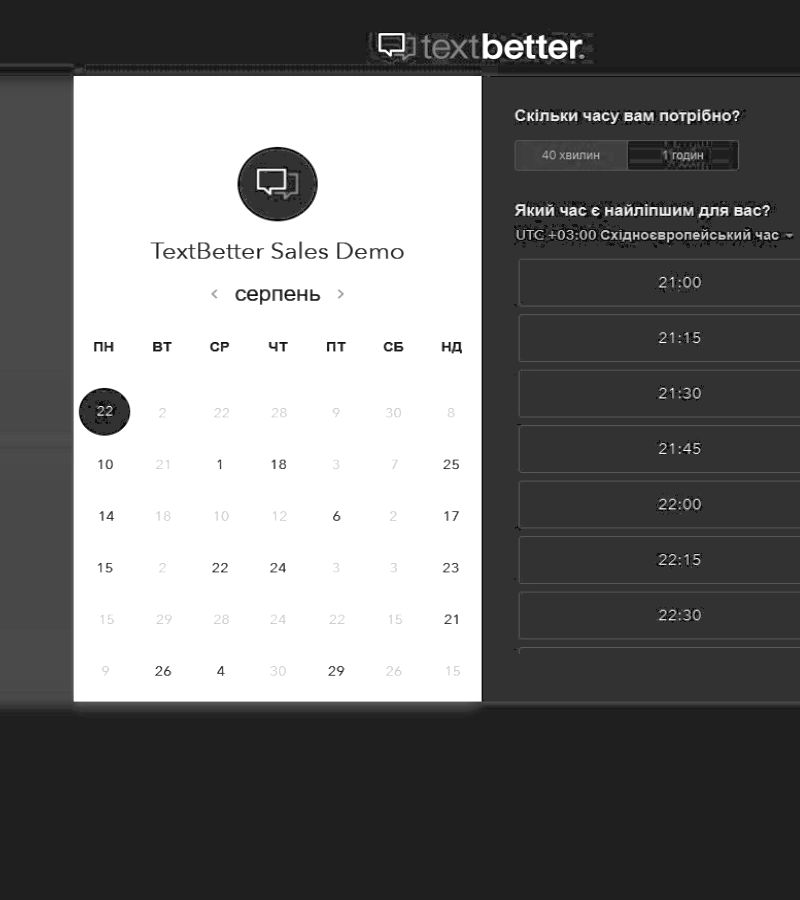 textbetter.
TextBetter Sales Demo
серпень
ПН ВТ СР ЧТ ПТ СБ НД
22 2 22 28 9 30 8
10 21 1 18 3 7 25
14 18 10 12 6 2 17
15 2 22 24 3 3 23
15 29 28 24 22 15 21
9 26 4 30 29 26 15
Скільки часу вам потрібно?
40 хвилин 1 годин
Який час є найліпшим для вас?
UTC +03:00 Східноєвропейський час
21:00
21:15
21:30
21:45
22:00
22:15
22:30